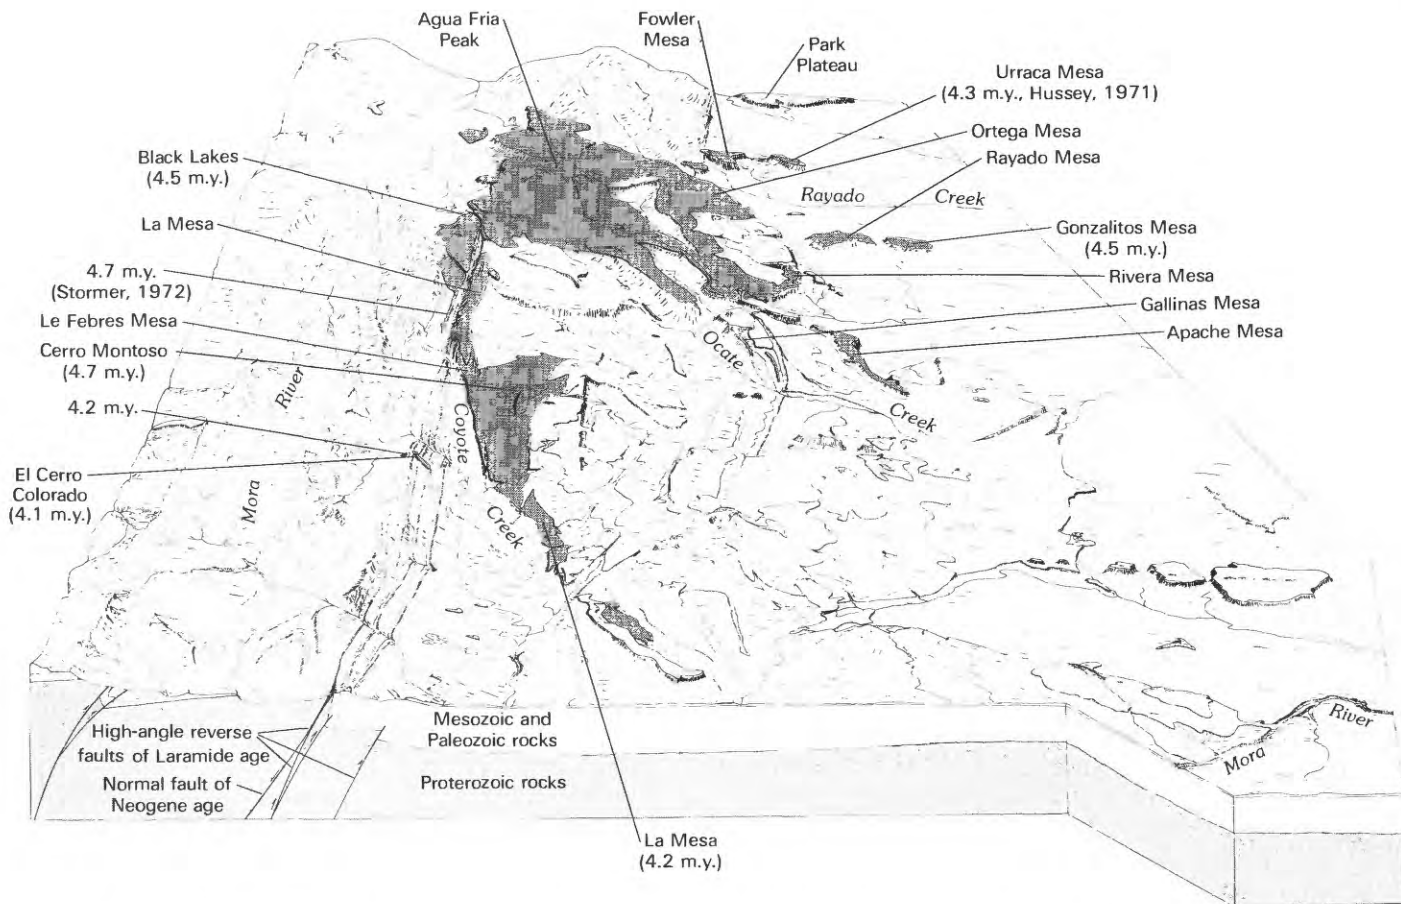 Agua Fria
Peak
Fowler
Mesa
Park
Plateau
Urraca Mesa
(4.3 m.y., Hussey, 1971)
Ortega Mesa
Rayado Mesa
Black Lakes
(4.5 m.y.)
Rayado Creek
La Mesa
Gonzalitos Mesa
(4.5 m.y.)
4.7 m.y.
(Stormer, 1972)
Rivera Mesa
Gallinas Mesa
Le Febres Mesa
Apache Mesa
Cerro Montoso
(4.7 m.y.)
Ocate
Creek
4.2 m.y.
River
Mora
Coyote
Creek
El Cerro
Colorado
(4.1 m.y.)
High-angle reverse
faults of Laramide age
Normal fault of
Neogene age
Mesozoic and
Paleozoic rocks
Proterozoic rocks
River
Mora
La Mesa
(4.2 m.y.)